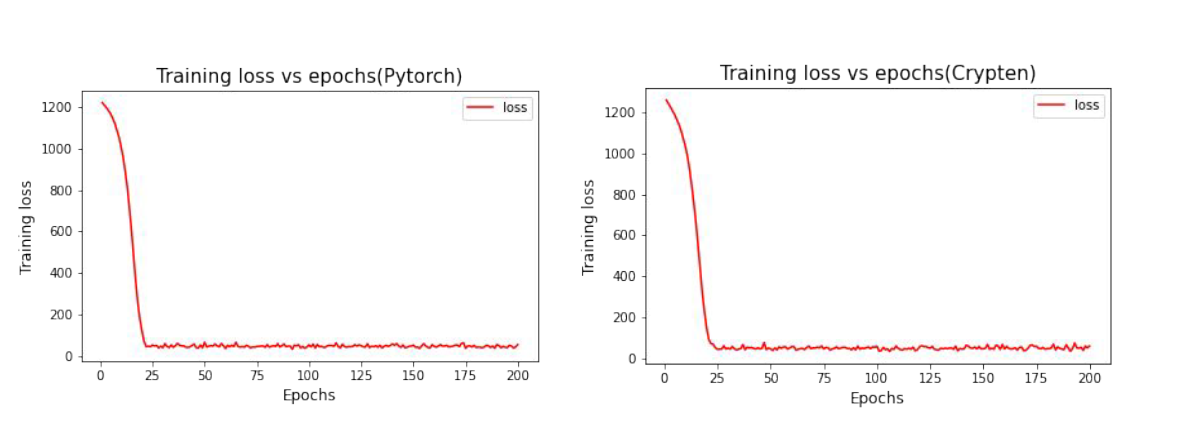 Training loss vs epochs(Pytorch)
loss
1200
1000
800
600
400
200
0
Training loss
0 25 50 75 100 125 150 175 200
Epochs
Training loss vs epochs(Crypten)
loss
1200
1000
800
600
400
200
0
Training loss
0 25 50 75 100 125 150 175 200
Epochs